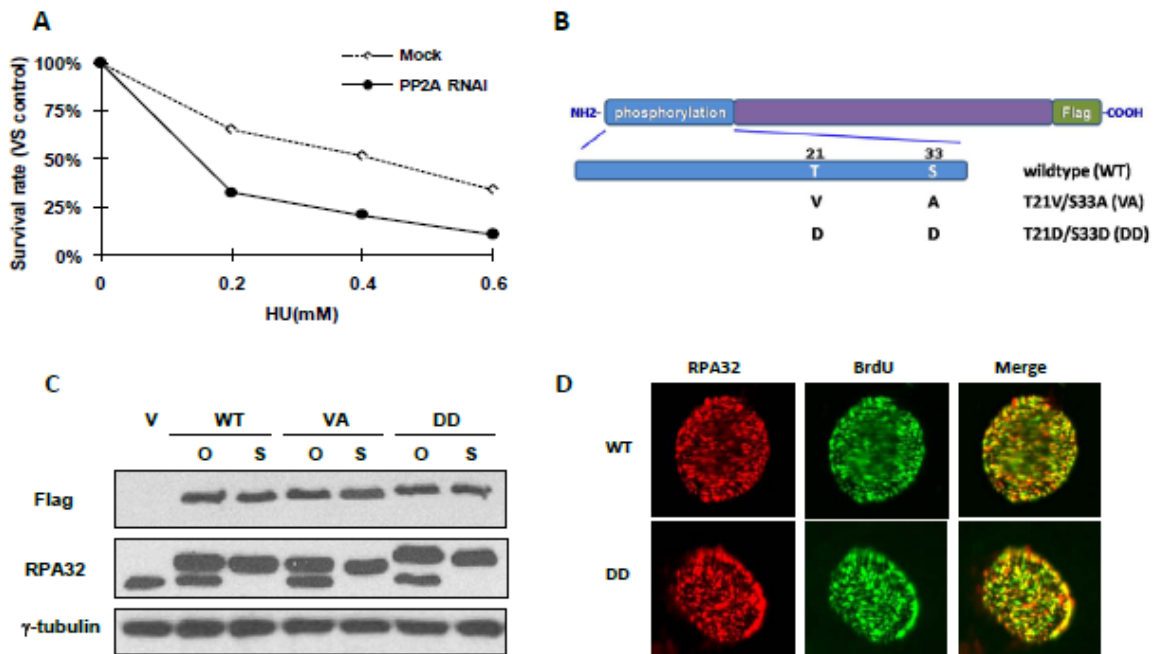 A
100%
75%
50%
25%
0%
Survival rate (VS control)
0 0.2 0.4 0.6
HU(mM)
Mock
PP2A RNAI
B
NH2- phosphorylation Flag -COOH
21 33
T S wildtype (WT)
V A T21V/S33A (VA)
D D T21D/S33D (DD)
C
V WT VA DD
O S O S O S
Flag
RPA32
γ-tubulin
D
RPA32 BrdU Merge
WT
DD